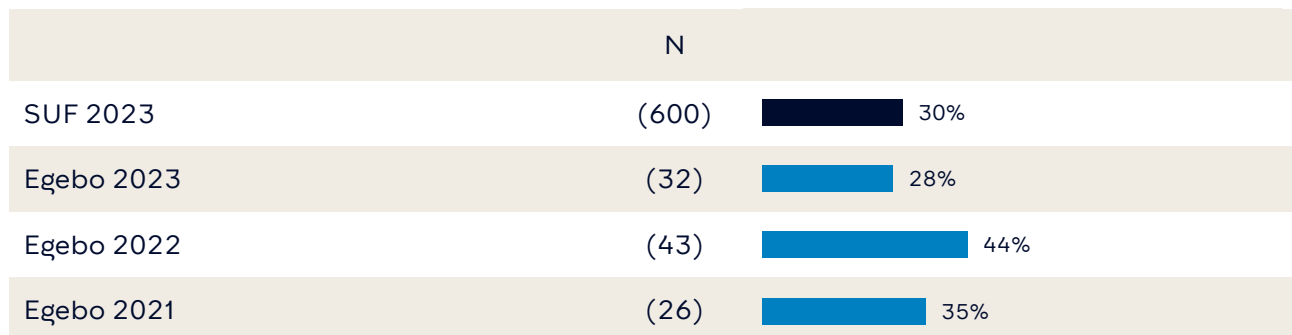 N
SUF 2023 (600) 30%
Egebo 2023 (32) 28%
Egebo 2022 (43) 44%
Egebo 2021 (26) 35%